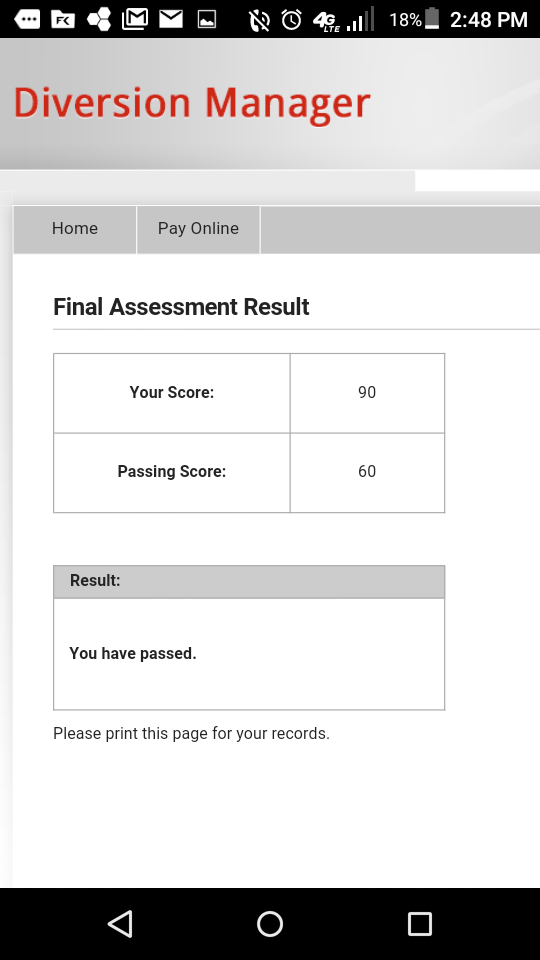 FK 4G LTE 18% 2:48 PM
Diversion Manager
Home Pay Online
Final Assessment Result
Your Score: 90
Passing Score: 60
Result:
You have passed.
Please print this page for your records.